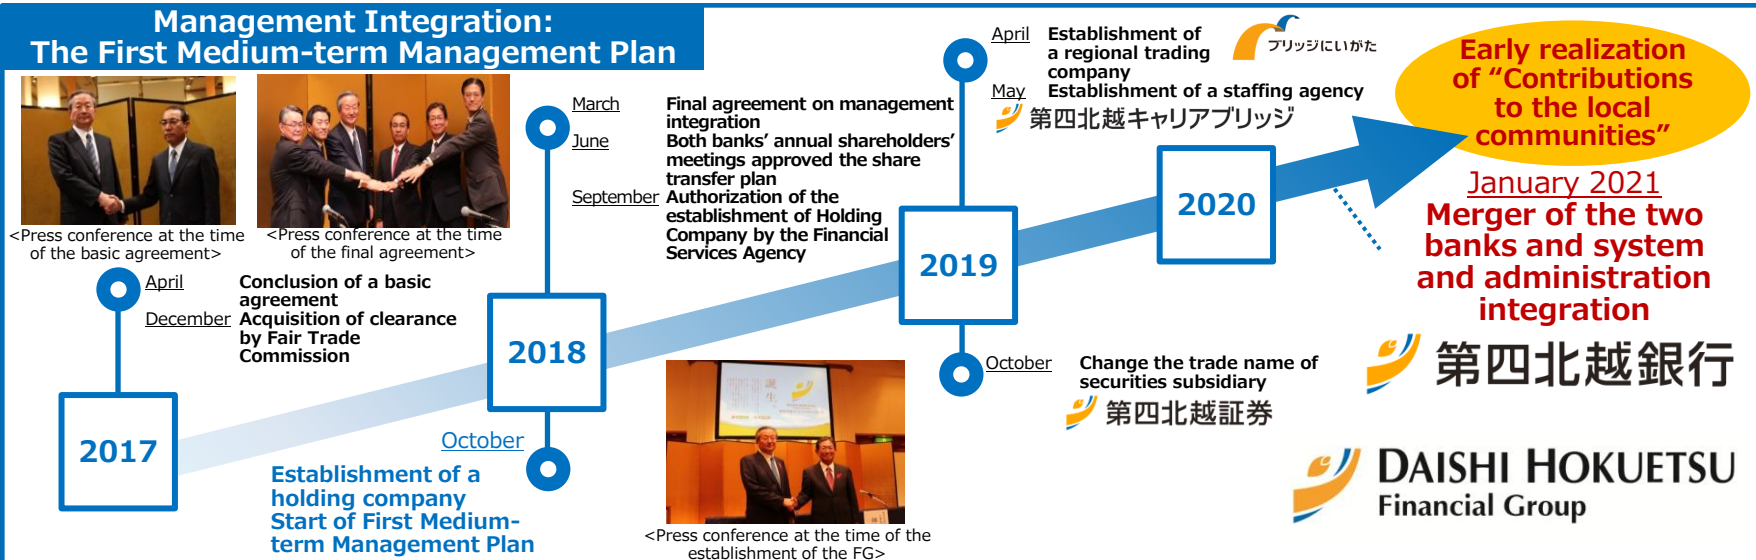 Management Integration:
The First Medium-term Management Plan
<Press conference at the time
of the basic agreement>
<Press conference at the time
of the final agreement>
April
Conclusion of a basic
agreement
December
Acquisition of clearance
by Fair Trade
Commission
2017
March
Final agreement on management
integration
June
Both banks’ annual shareholders’
meetings approved the share
transfer plan
September
Authorization of the
establishment of Holding
Company by the Financial
Services Agency
2018
October
Establishment of a
holding company
Start of First Medium-
term Management Plan
誕生。
<Press conference at the time of the
establishment of the FG>
April
Establishment of
a regional trading
company
ブリッジにいがた
May
Establishment of a staffing agency
第四北越キャリアブリッジ
2019
October
Change the trade name of
securities subsidiary
第四北越証券
2020
Early realization
of “Contributions
to the local
communities”
January 2021
Merger of the two
banks and system
and administration
integration
第四北越銀行
DAISHI HOKUETSU
Financial Group